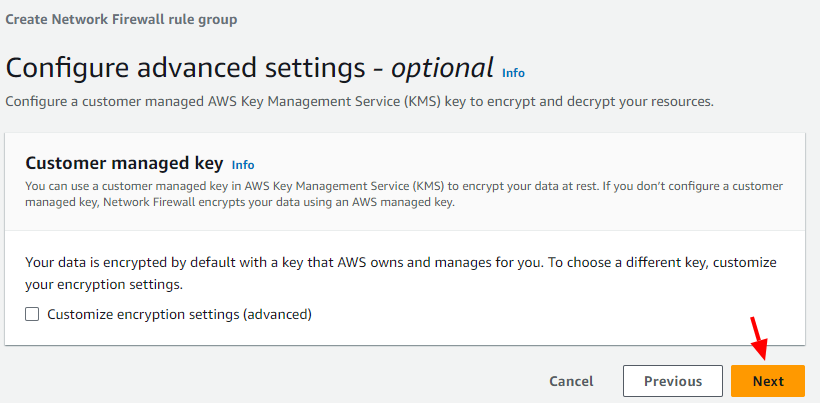 Create Network Firewall rule group
Configure advanced settings - optional Info
Configure a customer managed AWS Key Management Service (KMS) key to encrypt and decrypt your resources.
Customer managed key Info
You can use a customer managed key in AWS Key Management Service (KMS) to encrypt your data at rest. If you don't configure a customer
managed key, Network Firewall encrypts your data using an AWS managed key.
Your data is encrypted by default with a key that AWS owns and manages for you. To choose a different key, customize
your encryption settings.
Customize encryption settings (advanced)
Cancel Previous Next